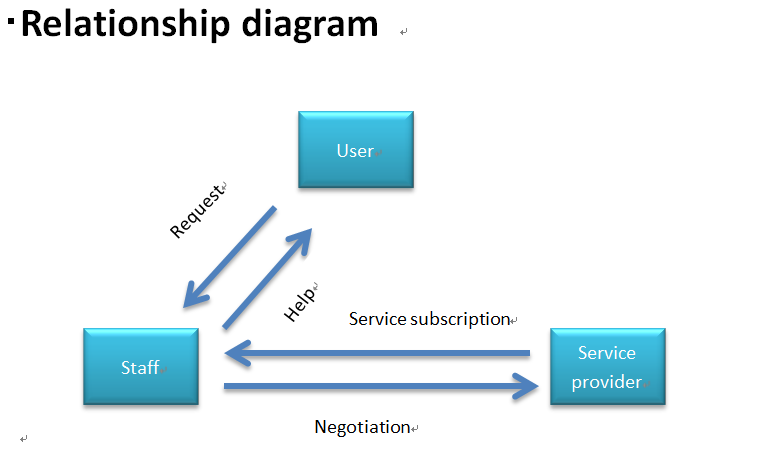 ·Relationship diagram
User
Request
Help
Service subscription
Staff
Service
provider
Negotiation